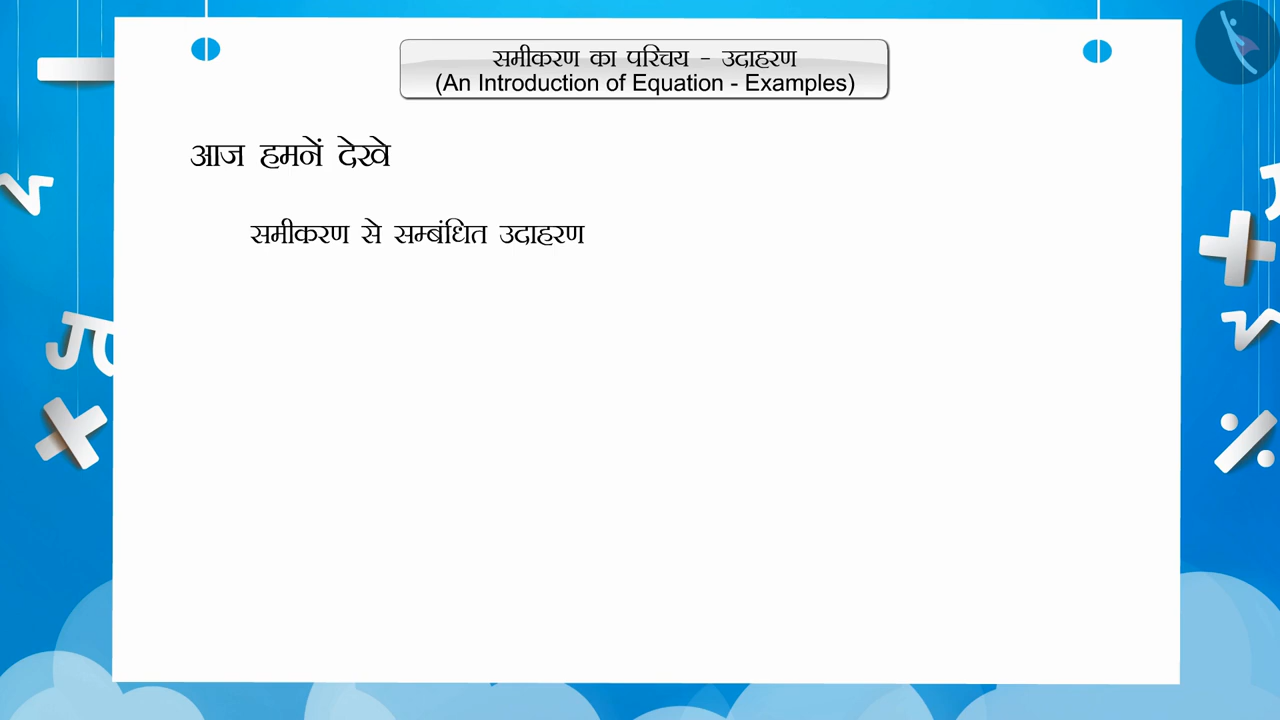 समीकरण का परिचय - उदाहरण
(An Introduction of Equation - Examples)
आज हमनें देखे
समीकरण से सम्बंधित उदाहरण